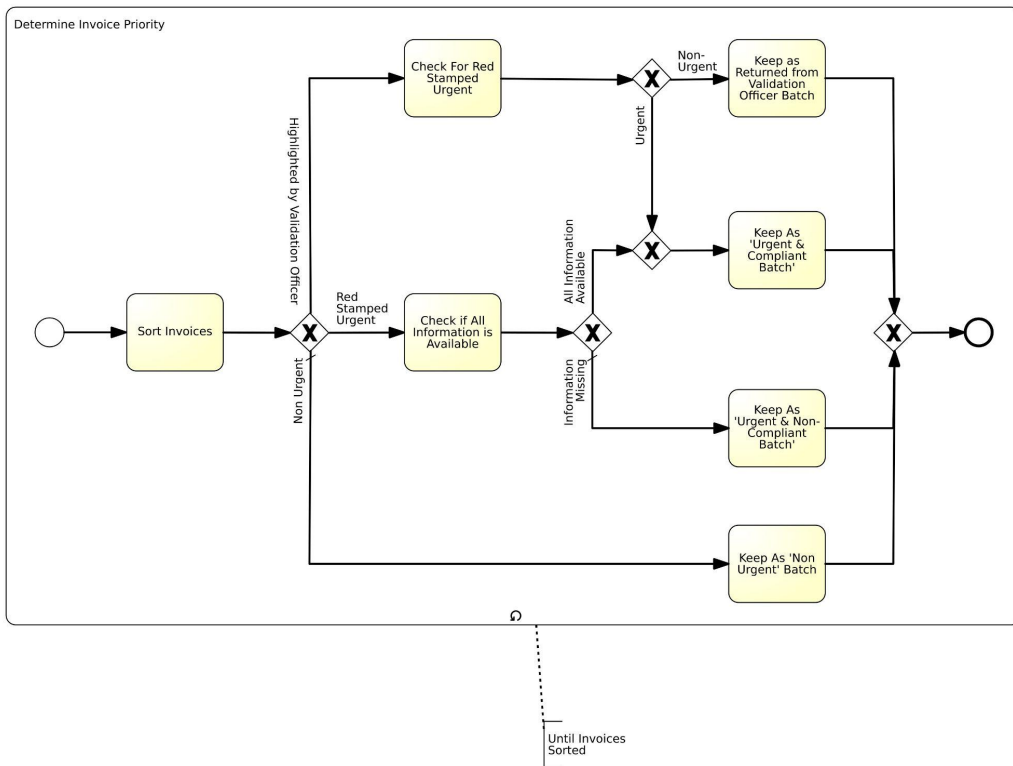 Determine Invoice Priority
Check For Red
Stamped
Urgent
Non-
Urgent
Keep as
Returned from
Validation
Officer Batch
Urgent
Highlighted by Validation Officer
All Information
Available
Keep As
'Urgent &
Compliant
Batch'
Sort Invoices
Red
Stamped
Urgent
Check if All
Information is
Available
Non Urgent
Information
Missing
Keep As
'Urgent & Non-
Compliant
Batch'
Keep As 'Non
Urgent' Batch
Until Invoices
Sorted